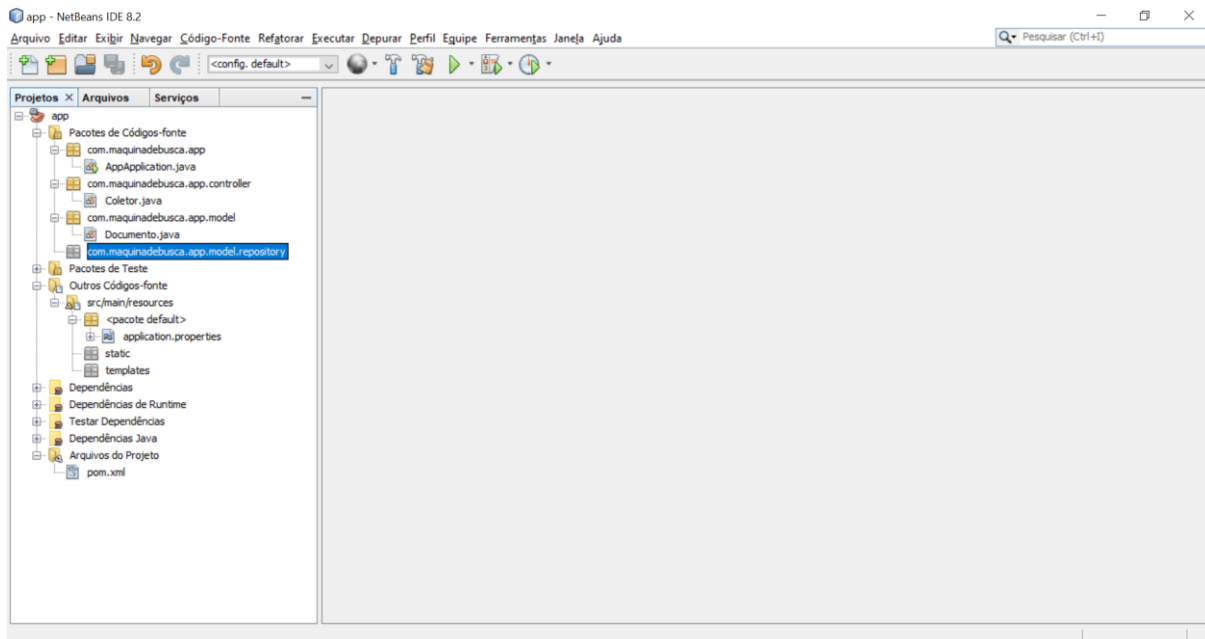 app - NetBeans IDE 8.2
Arquivo Editar Exibir Navegar Código-Fonte Refatorar Executar Depurar Perfil Equipe Ferramentas Janela Ajuda
Pesquisar (Ctrl+I)
<config. default>
Projetos Arquivos Serviços
app
Pacotes de Códigos-fonte
com.maquinadebusca.app
AppApplication.java
com.maquinadebusca.app.controller
Coletor.java
com.maquinadebusca.app.model
Documento.java
com.maquinadebusca.app.model.repository
Pacotes de Teste
Outros Códigos-fonte
src/main/resources
<pacote default>
application.properties
static
templates
Dependências
Dependências de Runtime
Testar Dependências
Dependências Java
Arquivos do Projeto
pom.xml